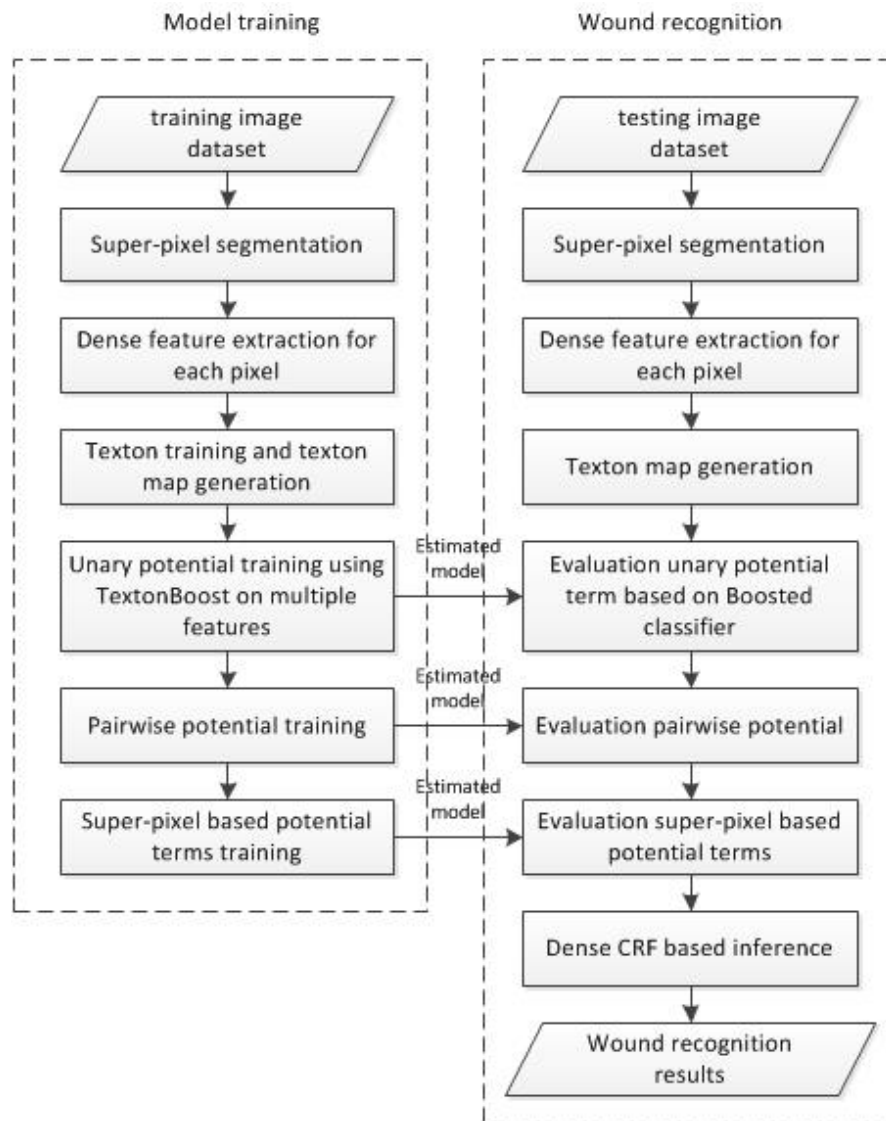 Model training
training image
dataset
Super-pixel segmentation
Dense feature extraction for
each pixel
Texton training and texton
map generation
Unary potential training using
TextonBoost on multiple
features
Pairwise potential training
Super-pixel based potential
terms training
Estimated
model
Estimated
model
Estimated
model
Wound recognition
testing image
dataset
Super-pixel segmentation
Dense feature extraction for
each pixel
Texton map generation
Evaluation unary potential
term based on Boosted
classifier
Evaluation pairwise potential
Evaluation super-pixel based
potential terms
Dense CRF based inference
Wound recognition
results